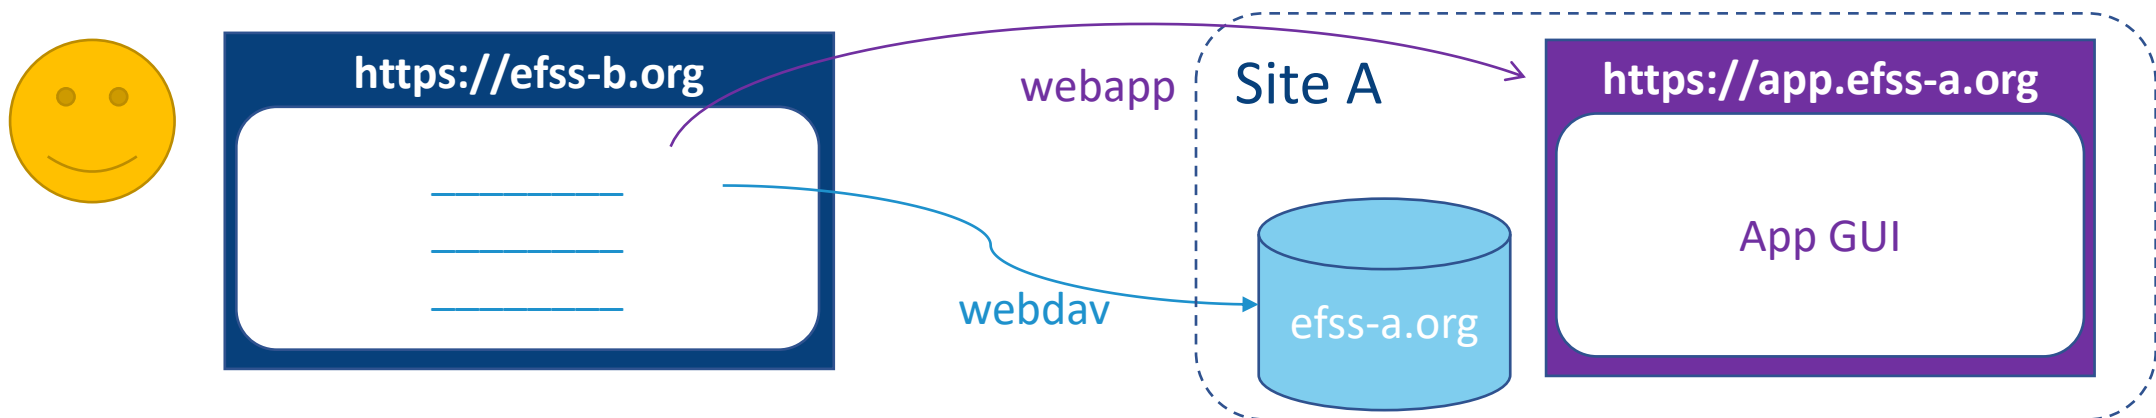 https://efss-b.org
webapp
Site A
https://app.efss-a.org
App GUI
webdav
efss-a.org